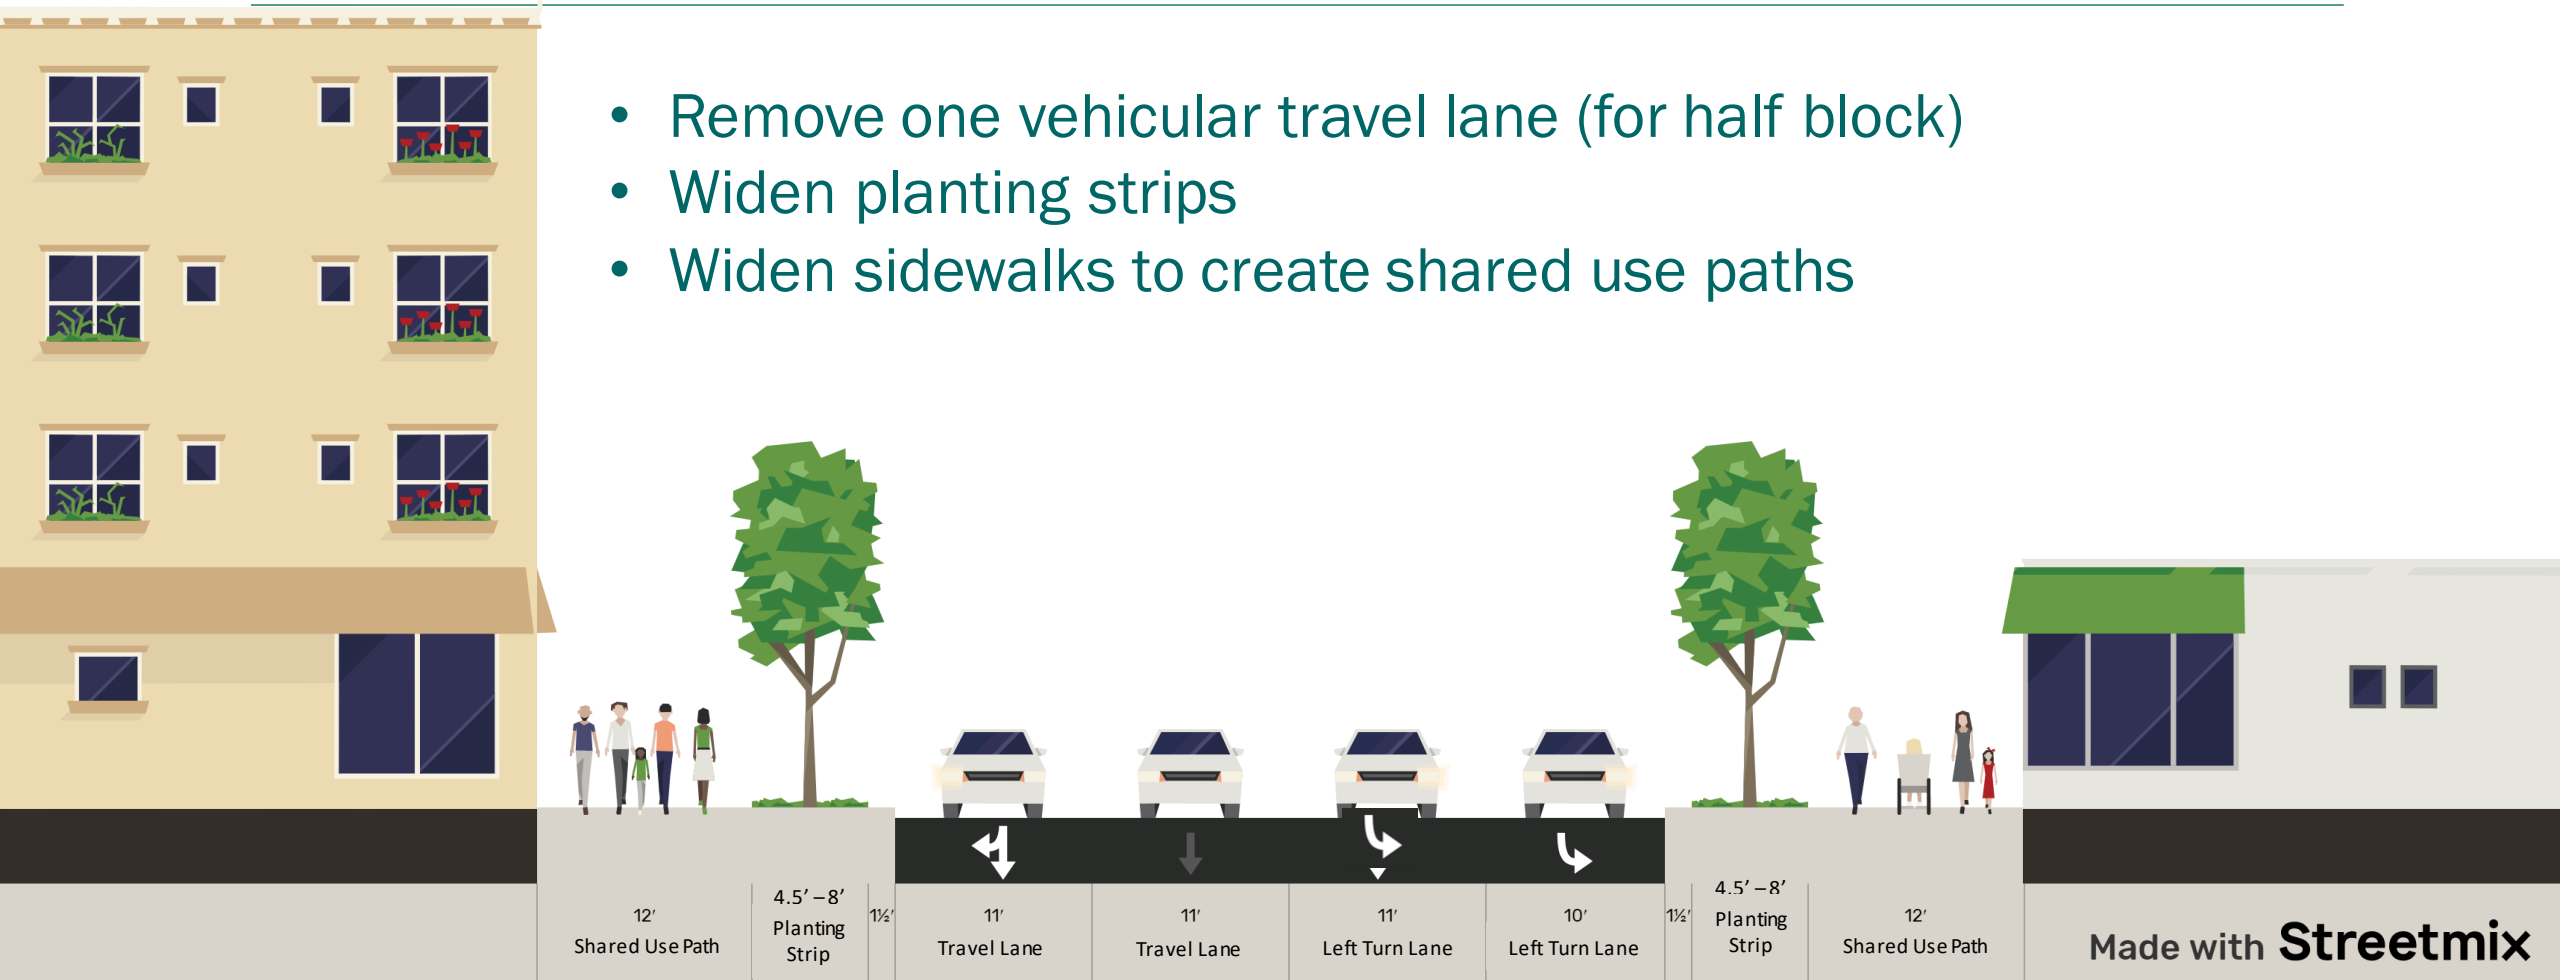 • Remove one vehicular travel lane (for half block)
• Widen planting strips
• Widen sidewalks to create shared use paths
12′
Shared Use Path
4.5’ – 8’
Planting
Strip
1½′
11′
Travel Lane
11′
Travel Lane
11′
Left Turn Lane
10′
Left Turn Lane
1½′
4.5’ – 8’
Planting
Strip
12′
Shared Use Path
Made with Streetmix